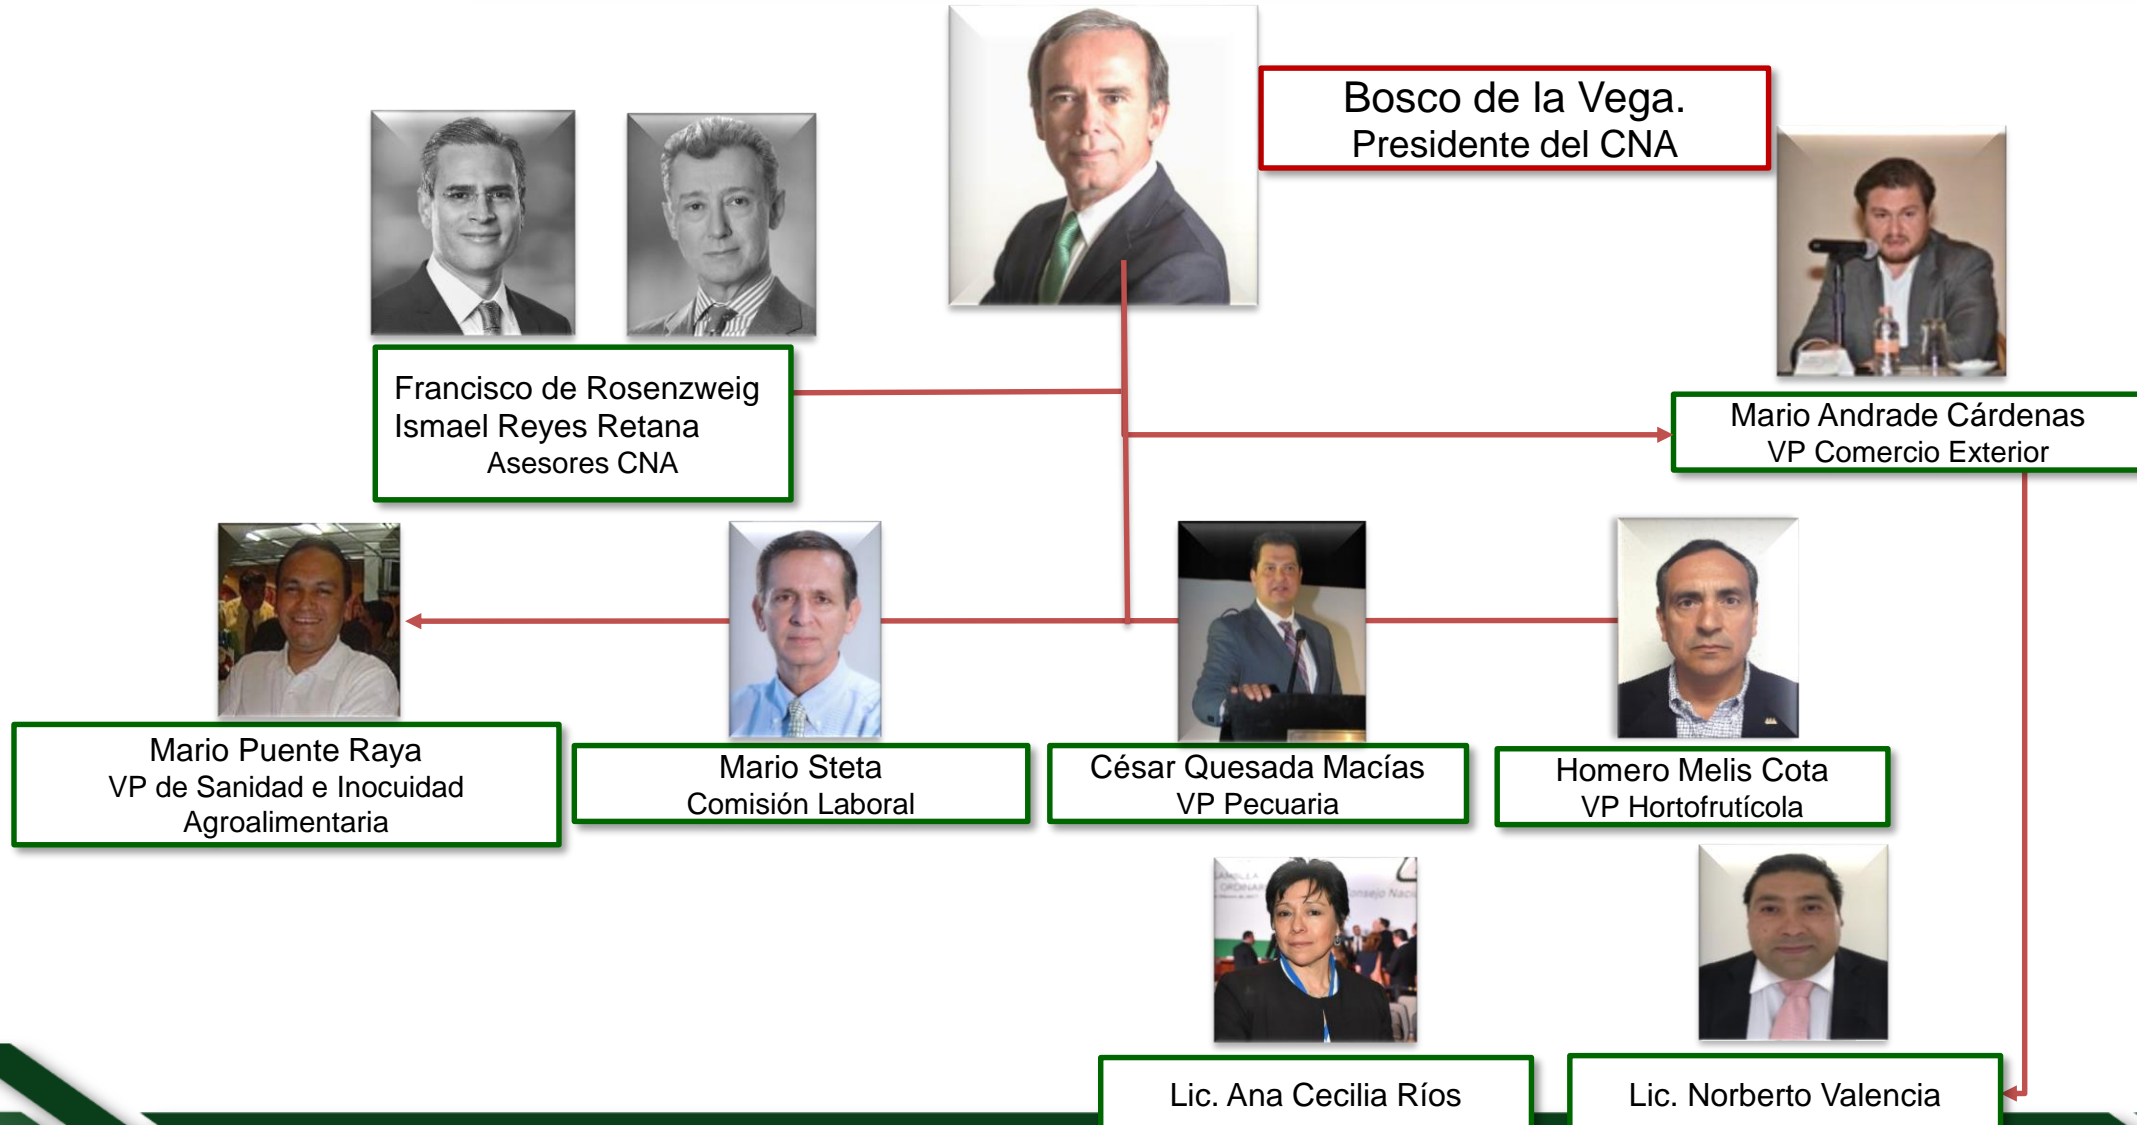 Bosco de la Vega.
Presidente del CNA
Francisco de Rosenzweig
Ismael Reyes Retana
Asesores CNA
Mario Andrade Cárdenas
VP Comercio Exterior
Mario Puente Raya
VP de Sanidad e Inocuidad
Agroalimentaria
Mario Steta
Comisión Laboral
César Quesada Macías
VP Pecuaria
Homero Melis Cota
VP Hortofrutícola
Lic. Ana Cecilia Ríos
Lic. Norberto Valencia